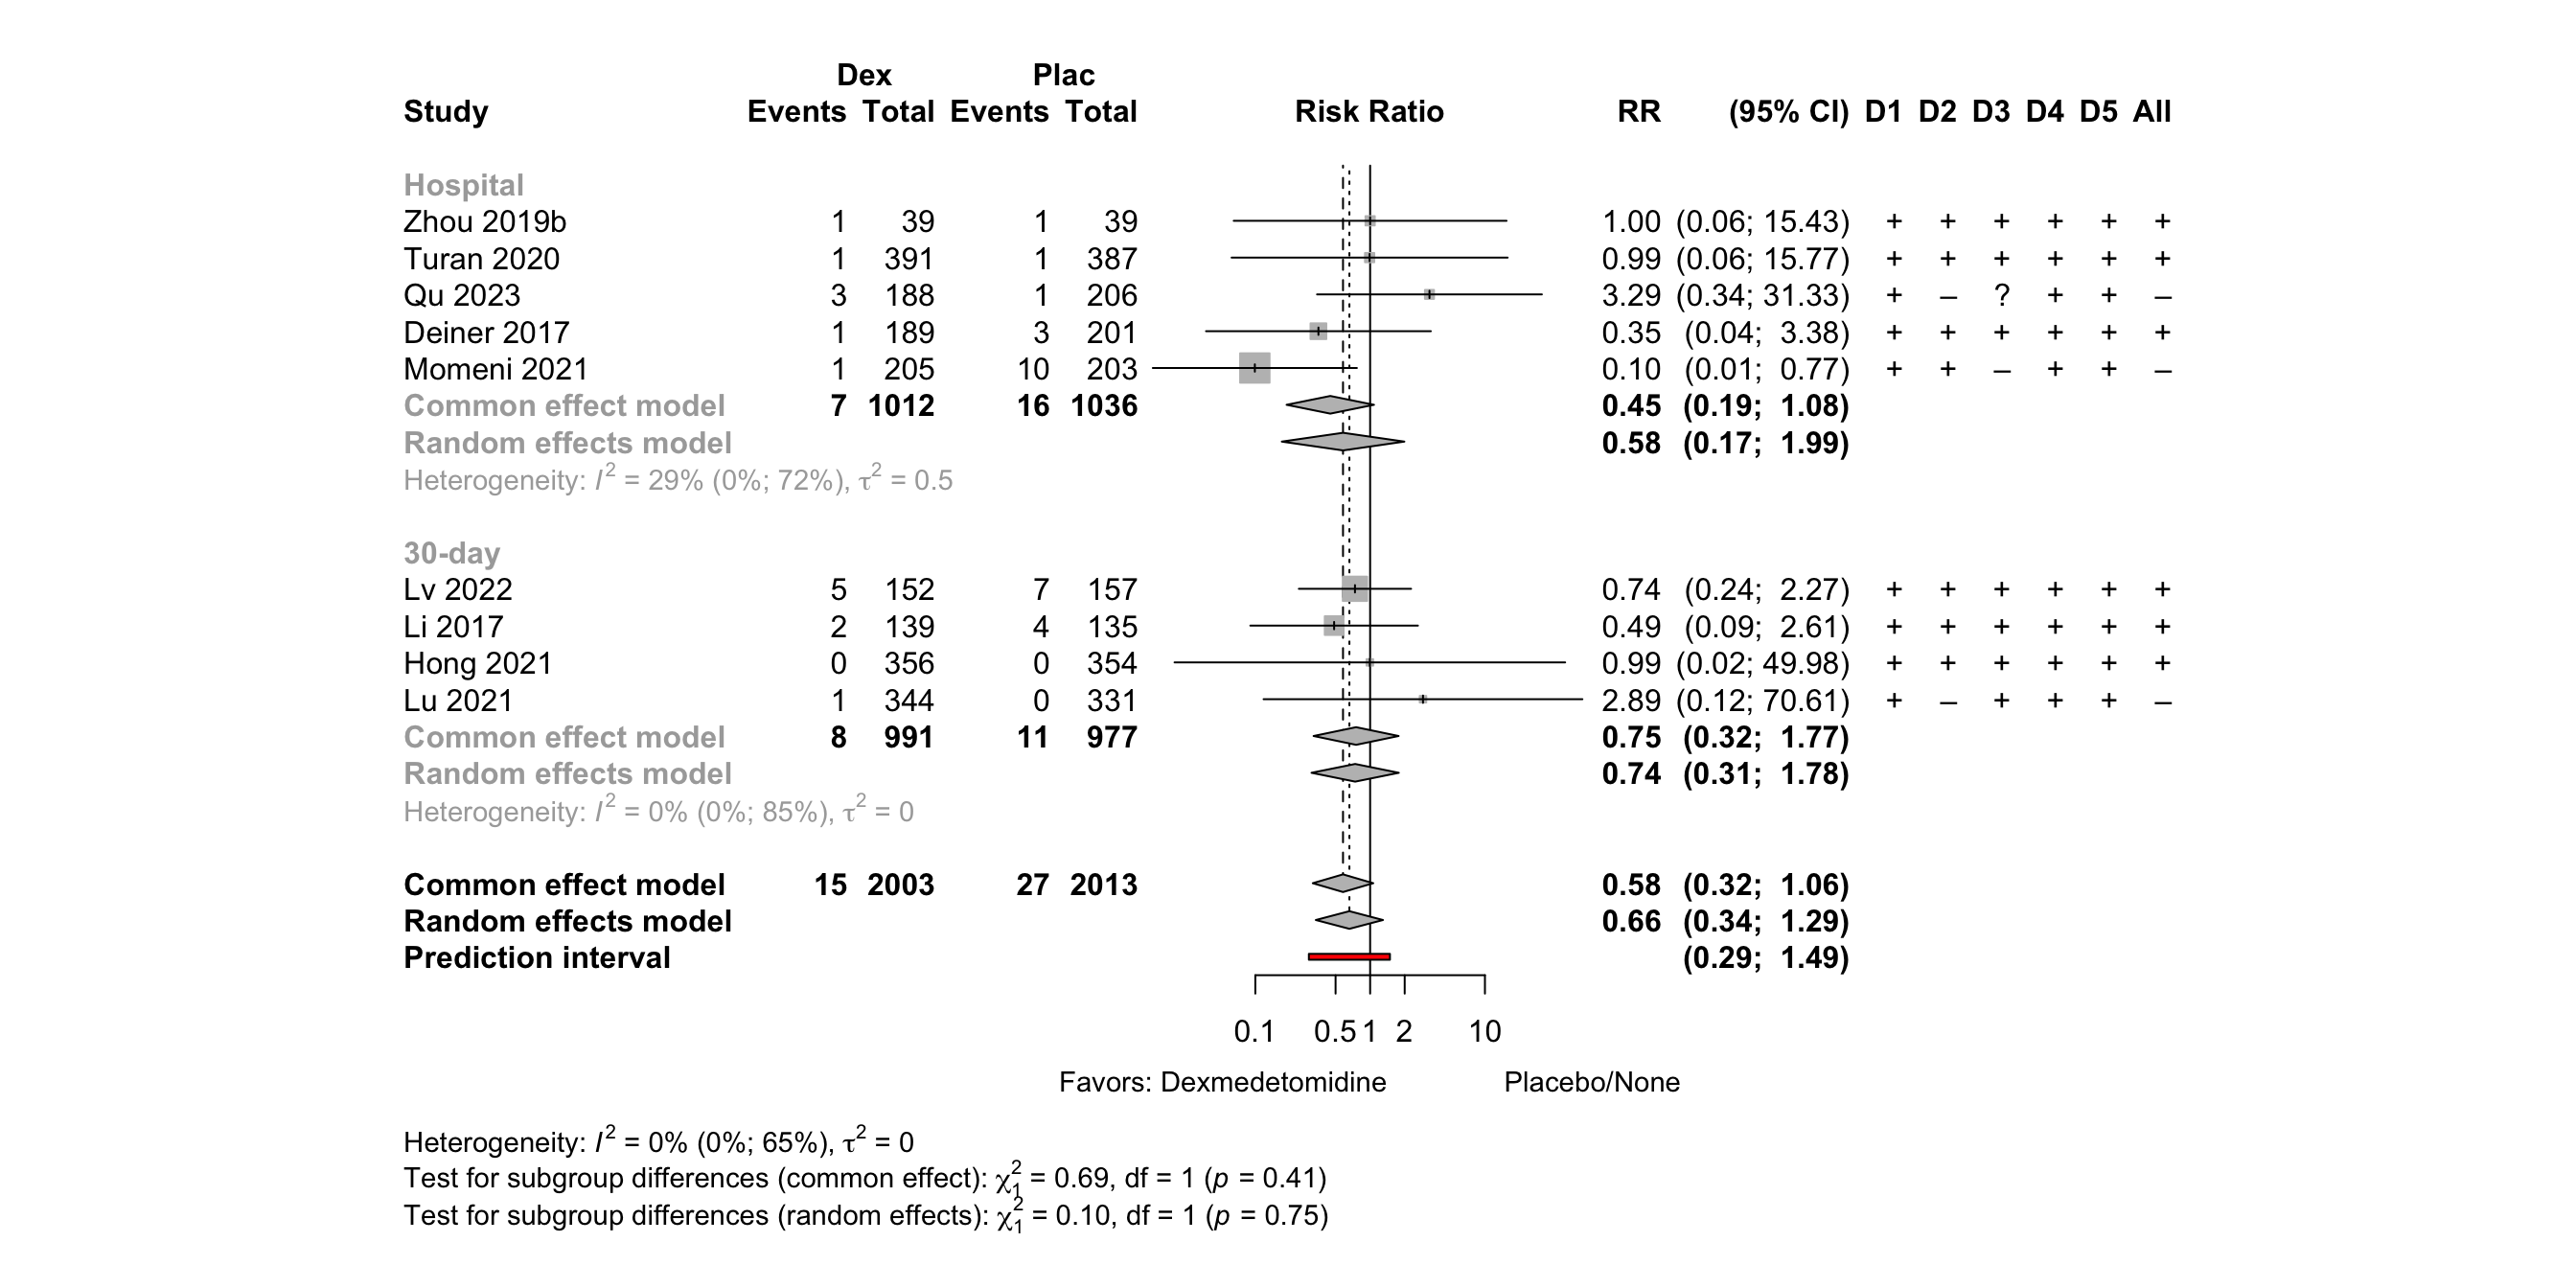 Dex Plac
Study Events Total Events Total Risk Ratio RR (95% CI) D1 D2 D3 D4 D5 All
Hospital
Zhou 2019b 1 39 1 39 1.00 (0.06; 15.43) + + + + + +
Turan 2020 1 391 1 387 0.99 (0.06; 15.77) + + + + + +
Qu 2023 3 188 1 206 3.29 (0.34; 31.33) + – ? + + –
Deiner 2017 1 189 3 201 0.35 (0.04; 3.38) + + + + + +
Momeni 2021 1 205 10 203 0.10 (0.01; 0.77) + + – + + –
Common effect model 7 1012 16 1036 0.45 (0.19; 1.08)
Random effects model 0.58 (0.17; 1.99)
Heterogeneity: I² = 29% (0%; 72%), τ² = 0.5
30-day
Lv 2022 5 152 7 157 0.74 (0.24; 2.27) + + + + + +
Li 2017 2 139 4 135 0.49 (0.09; 2.61) + + + + + +
Hong 2021 0 356 0 354 0.99 (0.02; 49.98) + + + + + +
Lu 2021 1 344 0 331 2.89 (0.12; 70.61) + – + + + –
Common effect model 8 991 11 977 0.75 (0.32; 1.77)
Random effects model 0.74 (0.31; 1.78)
Heterogeneity: I² = 0% (0%; 85%), τ² = 0
Common effect model 15 2003 27 2013 0.58 (0.32; 1.06)
Random effects model 0.66 (0.34; 1.29)
Prediction interval (0.29; 1.49)
0.1 0.5 1 2 10
Favors: Dexmedetomidine Placebo/None
Heterogeneity: I² = 0% (0%; 65%), τ² = 0
Test for subgroup differences (common effect): χ²₁ = 0.69, df = 1 (p = 0.41)
Test for subgroup differences (random effects): χ²₁ = 0.10, df = 1 (p = 0.75)